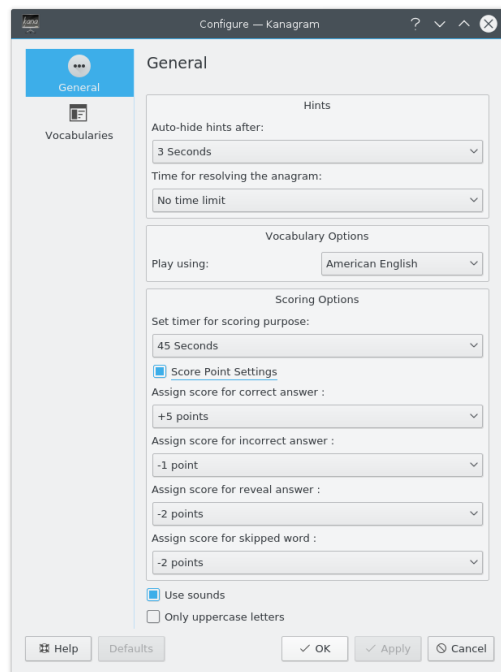 Kana
Configure — Kanagram
General
Vocabularies
General
Hints
Auto-hide hints after:
3 Seconds
Time for resolving the anagram:
No time limit
Vocabulary Options
Play using:
American English
Scoring Options
Set timer for scoring purpose:
45 Seconds
Score Point Settings
Assign score for correct answer :
+5 points
Assign score for incorrect answer :
-1 point
Assign score for reveal answer :
-2 points
Assign score for skipped word :
-2 points
Use sounds
Only uppercase letters
Help
Defaults
OK
Apply
Cancel